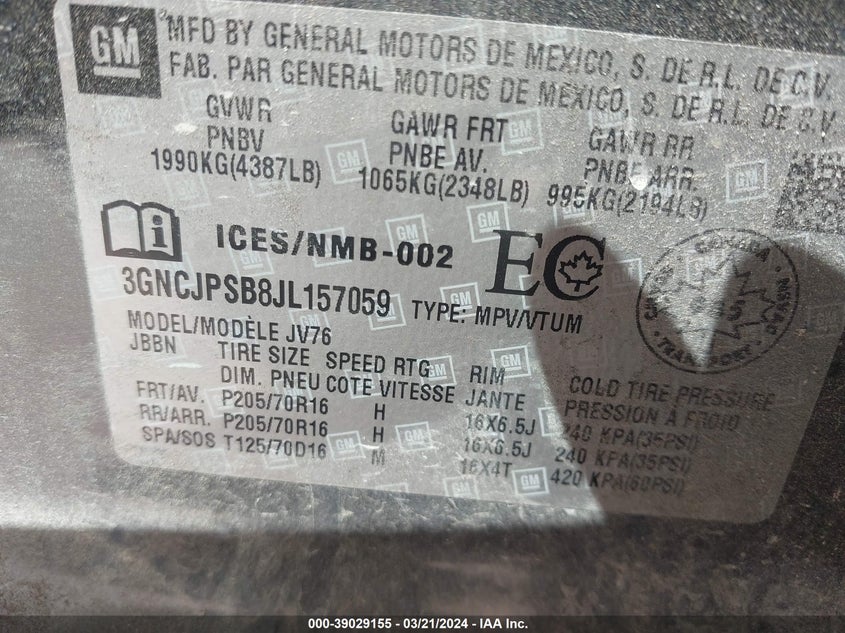 GM
MFD BY GENERAL MOTORS DE MEXICO, S. DE R.L. DE C.V.
FAB. PAR GENERAL MOTORS DE MEXICO, S. DE R.L. DE C.V.
GVWR GAWR FRT GAWR RR
PNBV PNBE AV. PNBE ARR.
1990KG(4387LB) 1065KG(2348LB) 995KG(2194LB)
i ICES/NMB-002 EC
3GNCJPSB8JL157059 TYPE: MPV/VTUM
MODEL/MODÈLE JV76
JBBN TIRE SIZE SPEED RTG RIM COLD TIRE PRESSURE
DIM. PNEU COTE VITESSE JANTE PRESSION À FROID
FRT/AV. P205/70R16 H 16X6.5J 240 KPA(35PSI)
RR/ARR. P205/70R16 H 16X6.5J 240 KPA(35PSI)
SPA/SOS T125/70D16 M 16X4T 420 KPA(60PSI)
CANADA
TRANSPORT
000-39029155 — 03/21/2024 — IAA Inc.